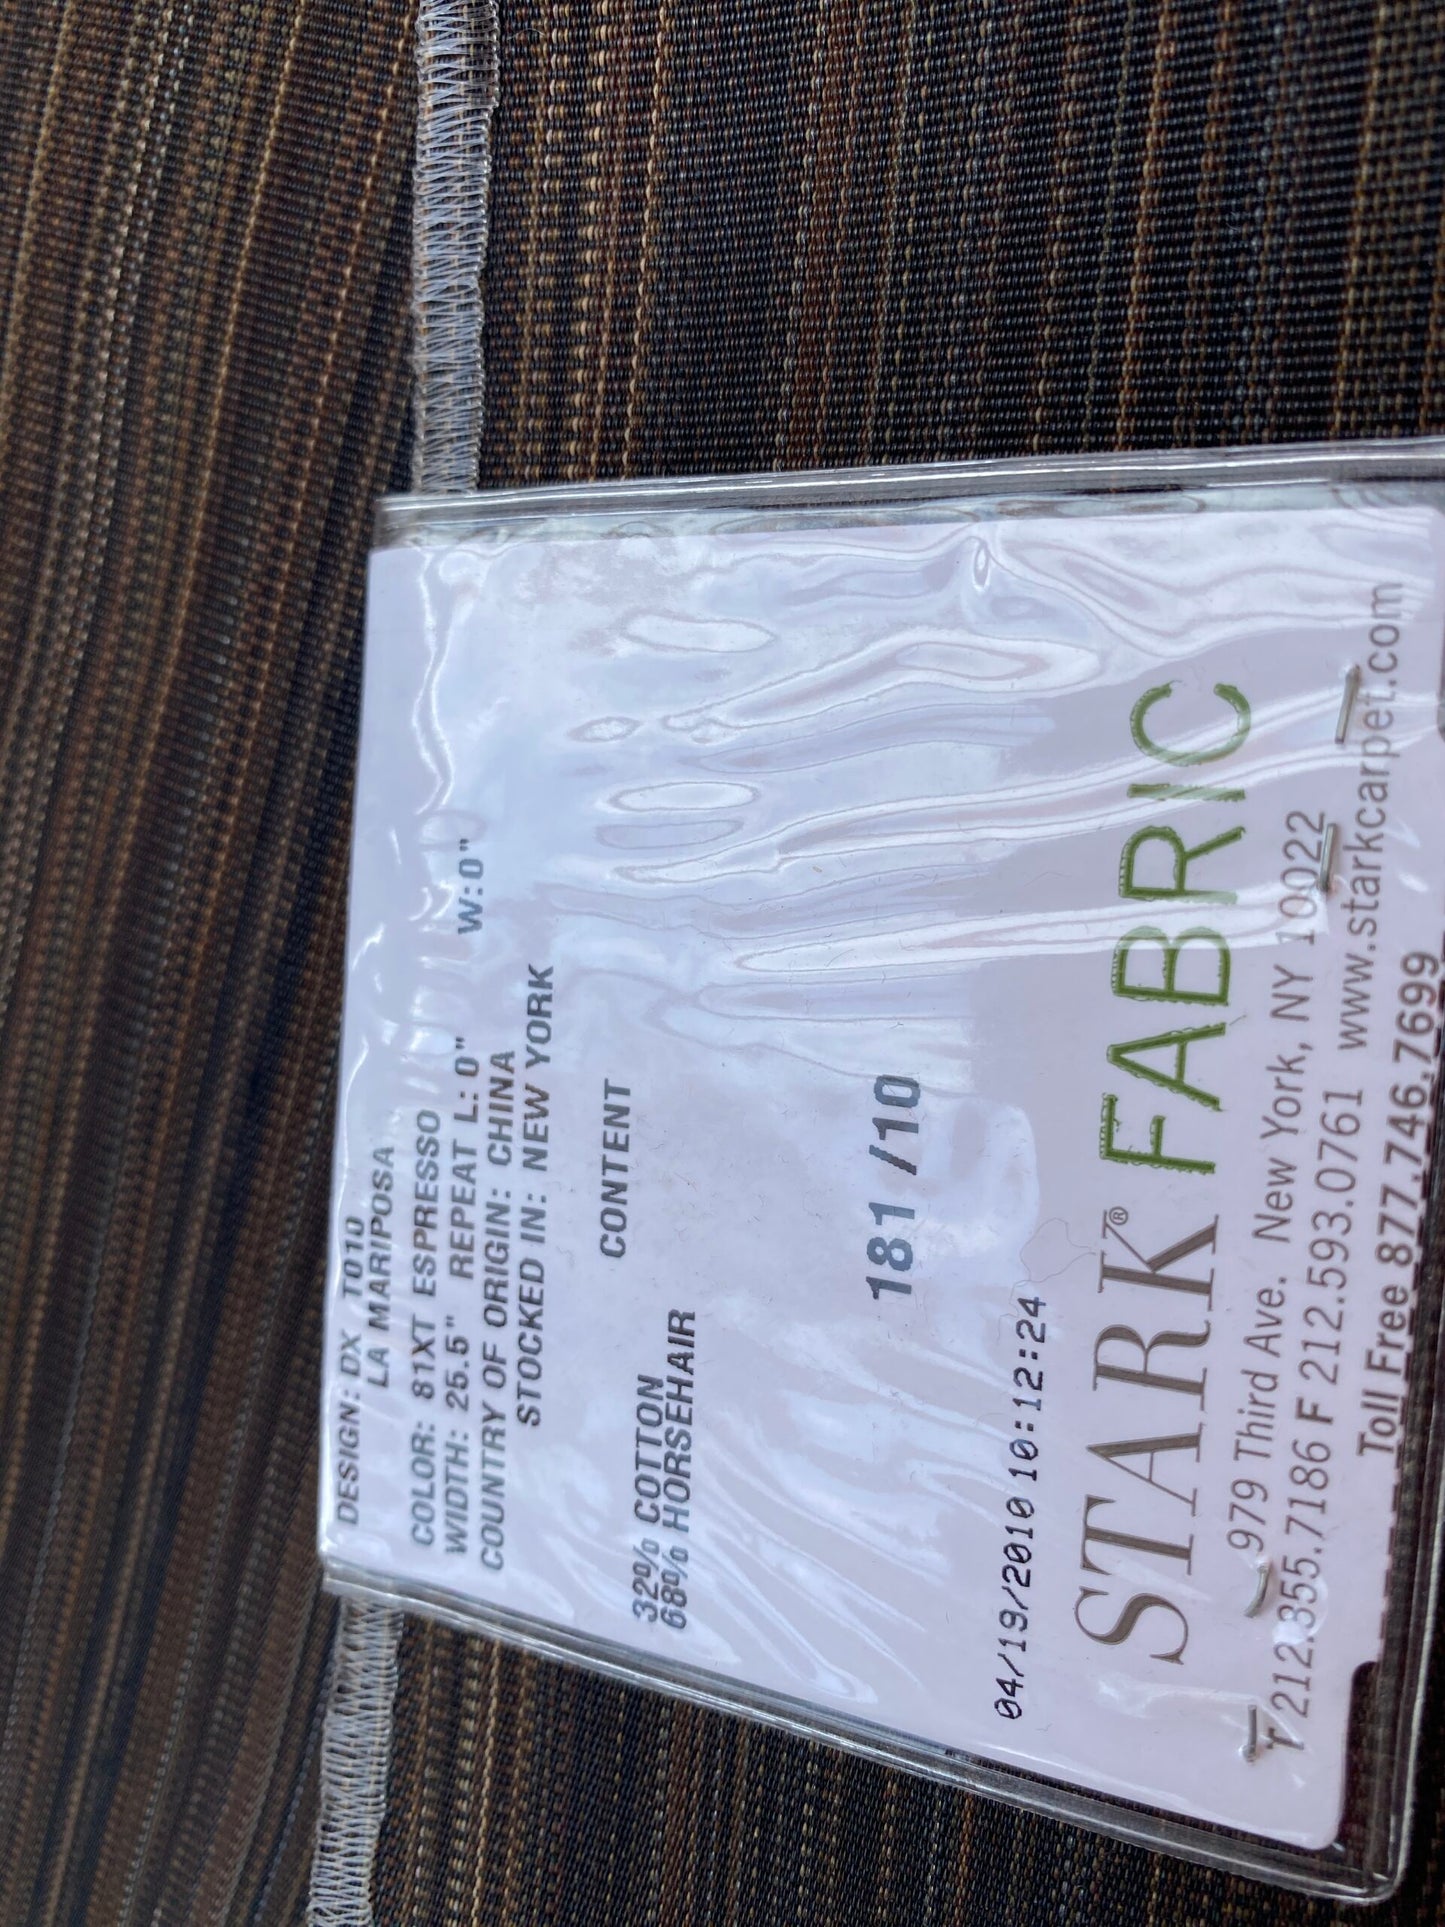 DESIGN: DX T010
LA MARIPOSA
COLOR: 81XT ESPRESSO
WIDTH: 25.5" REPEAT L: 0" W:0"
COUNTRY OF ORIGIN: CHINA
STOCKED IN: NEW YORK
CONTENT
32% COTTON
68% HORSEHAIR
181/10
04/19/2010 10:12:24
STARK® FABRIC
979 Third Ave. New York, NY 10022
T 212.355.7186 F 212.593.0761 www.starkcarpet.com
Toll Free 877.746.7699